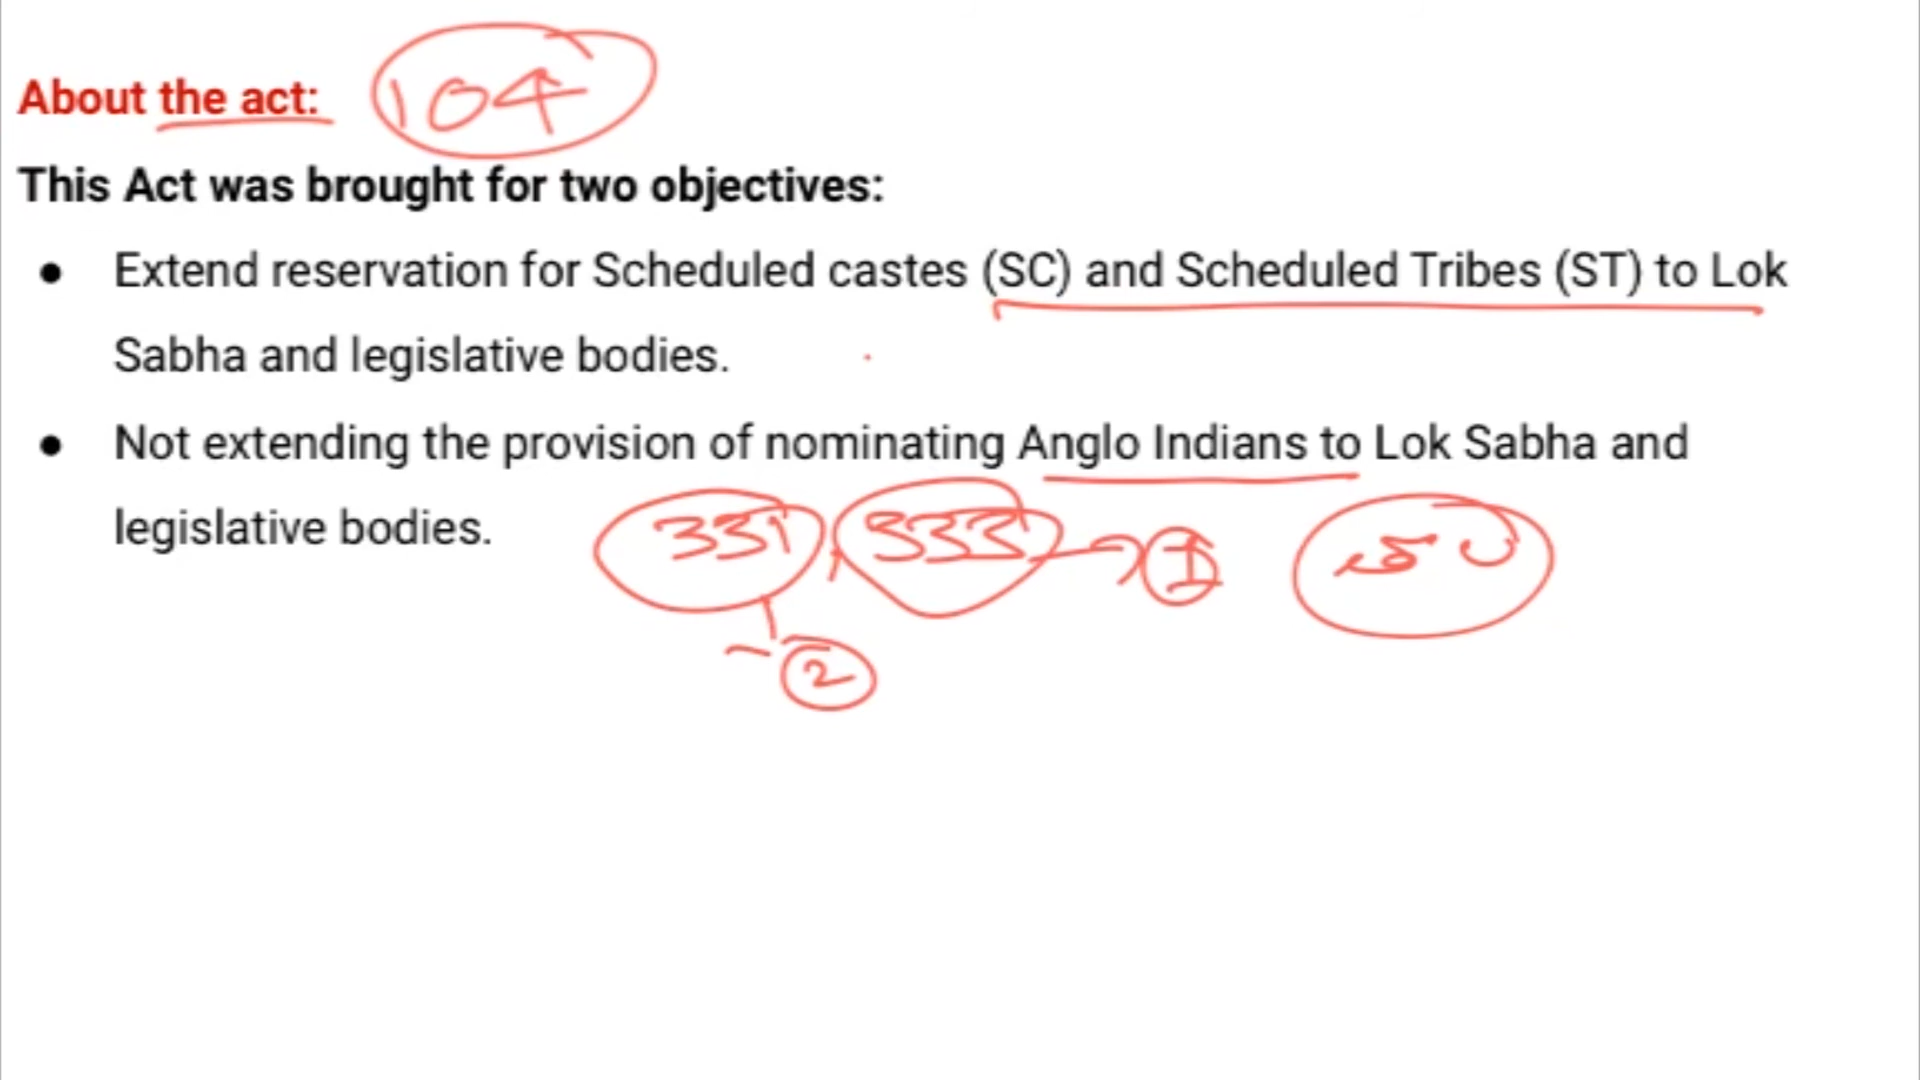 About the act: 104
This Act was brought for two objectives:
● Extend reservation for Scheduled castes (SC) and Scheduled Tribes (ST) to Lok
Sabha and legislative bodies.
● Not extending the provision of nominating Anglo Indians to Lok Sabha and
legislative bodies.
331, 333 → 1
- 2